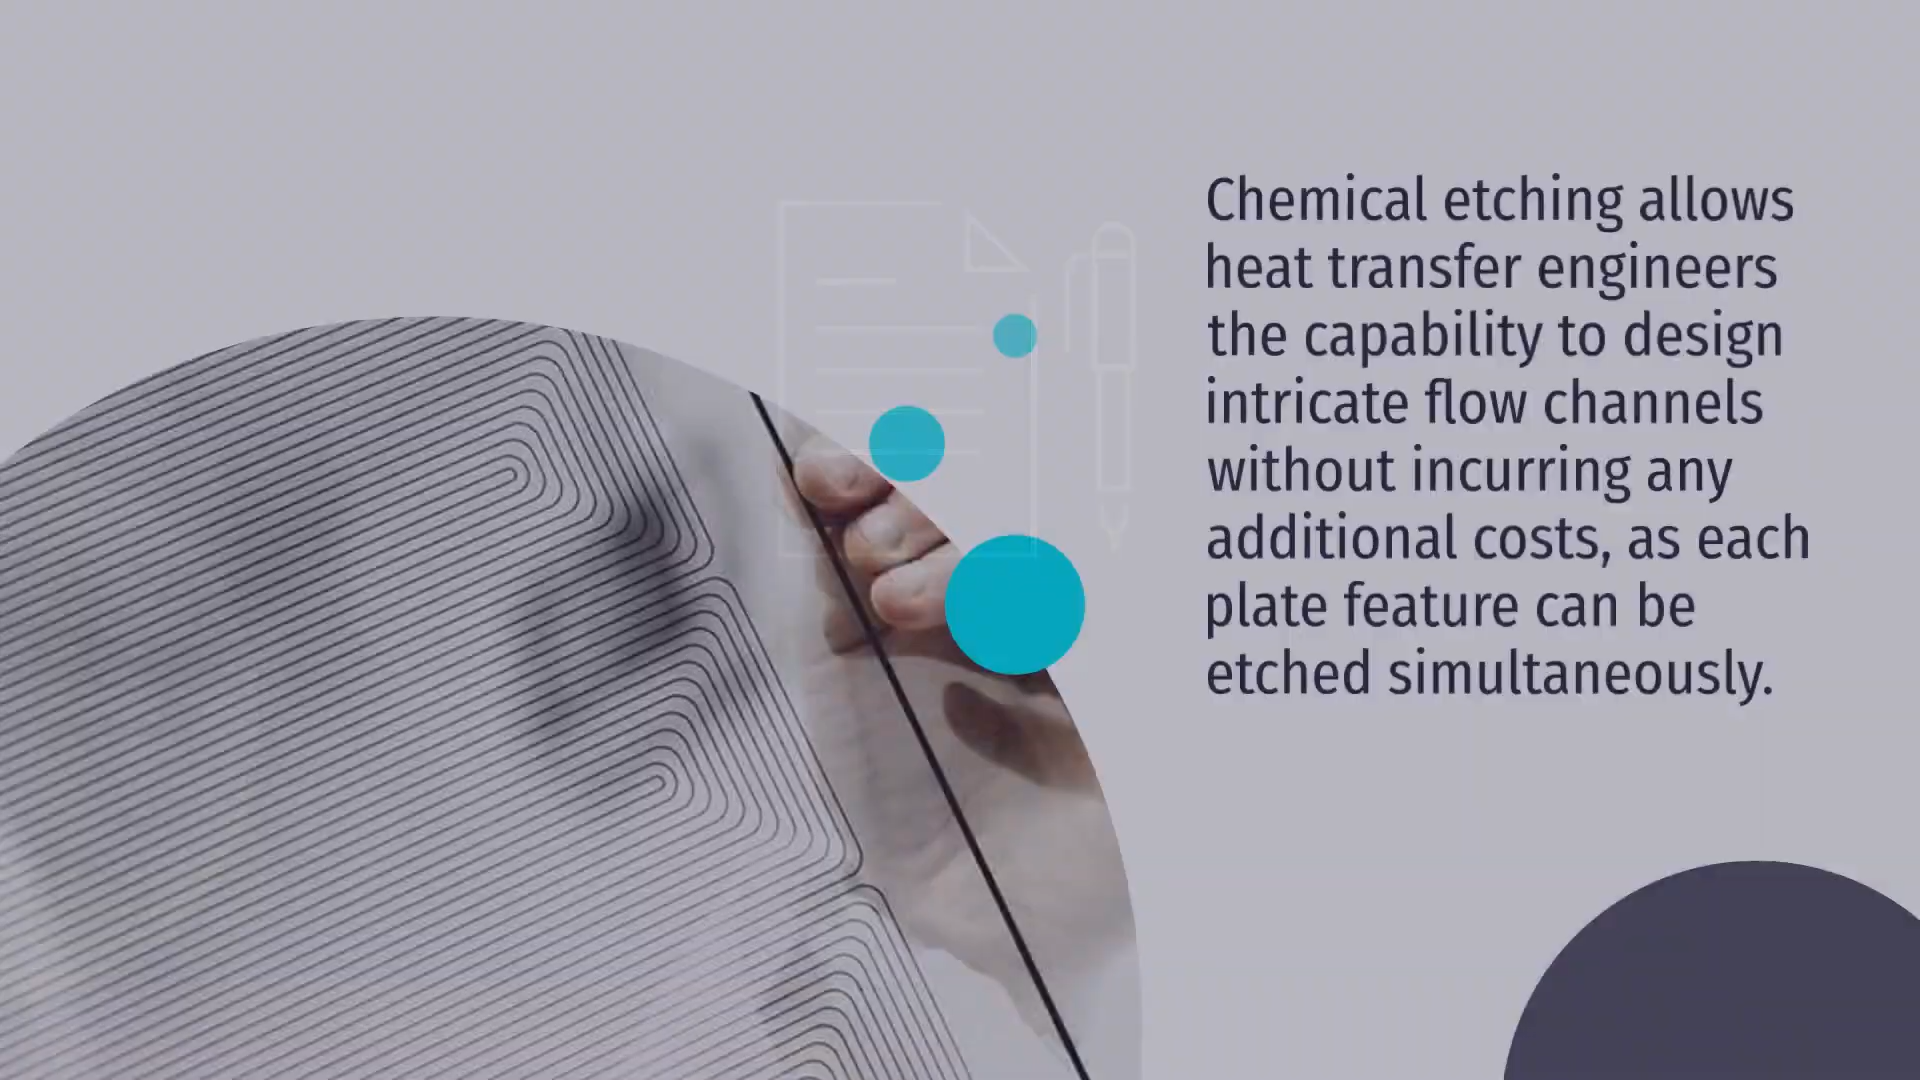 Chemical etching allows
heat transfer engineers
the capability to design
intricate flow channels
without incurring any
additional costs, as each
plate feature can be
etched simultaneously.